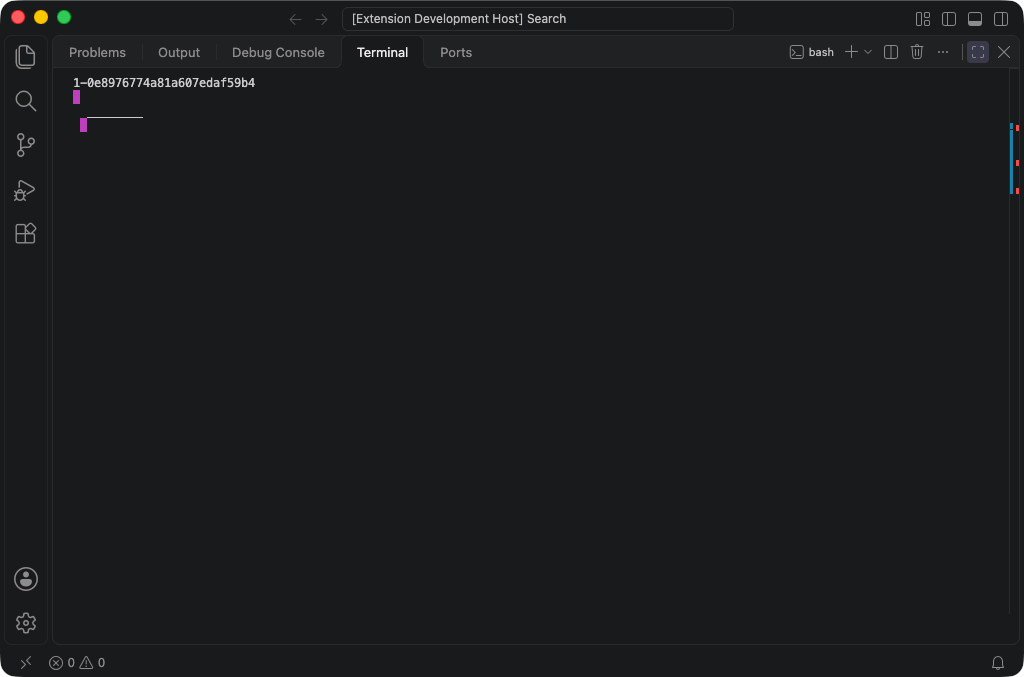 [Extension Development Host] Search
Problems Output Debug Console Terminal Ports
bash
1-0e8976774a81a607edaf59b4
0 0